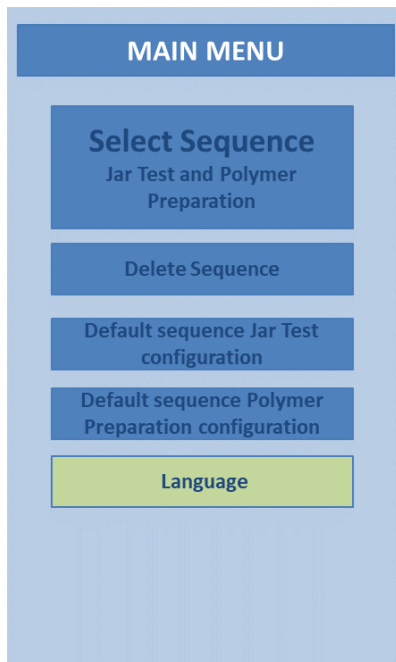 MAIN MENU
Select Sequence
Jar Test and Polymer
Preparation
Delete Sequence
Default sequence Jar Test
configuration
Default sequence Polymer
Preparation configuration
Language